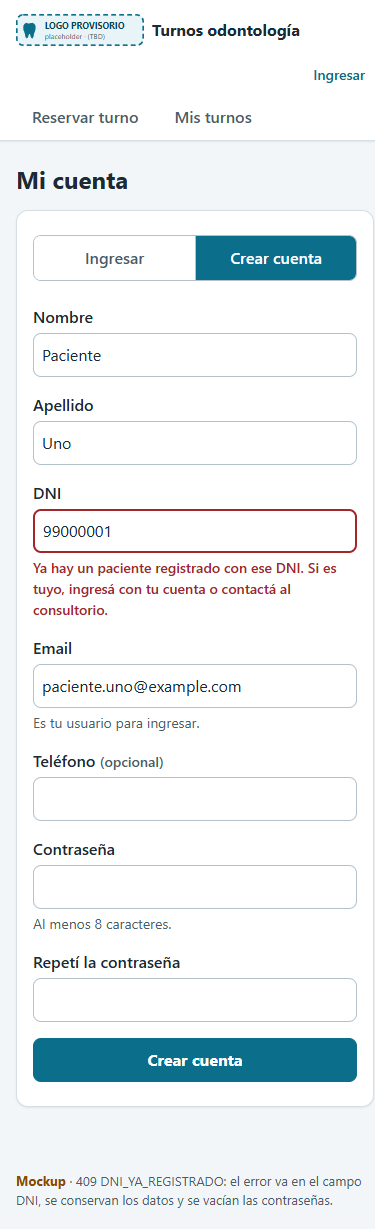 LOGO PROVISORIO
placeholder · (TBD)
Turnos odontología
Ingresar
Reservar turno
Mis turnos
Mi cuenta
Ingresar
Crear cuenta
Nombre
Paciente
Apellido
Uno
DNI
99000001
Ya hay un paciente registrado con ese DNI. Si es
tuyo, ingresá con tu cuenta o contactá al
consultorio.
Email
paciente.uno@example.com
Es tu usuario para ingresar.
Teléfono (opcional)
Contraseña
Al menos 8 caracteres.
Repetí la contraseña
Crear cuenta
Mockup · 409 DNI_YA_REGISTRADO: el error va en el campo
DNI, se conservan los datos y se vacían las contraseñas.